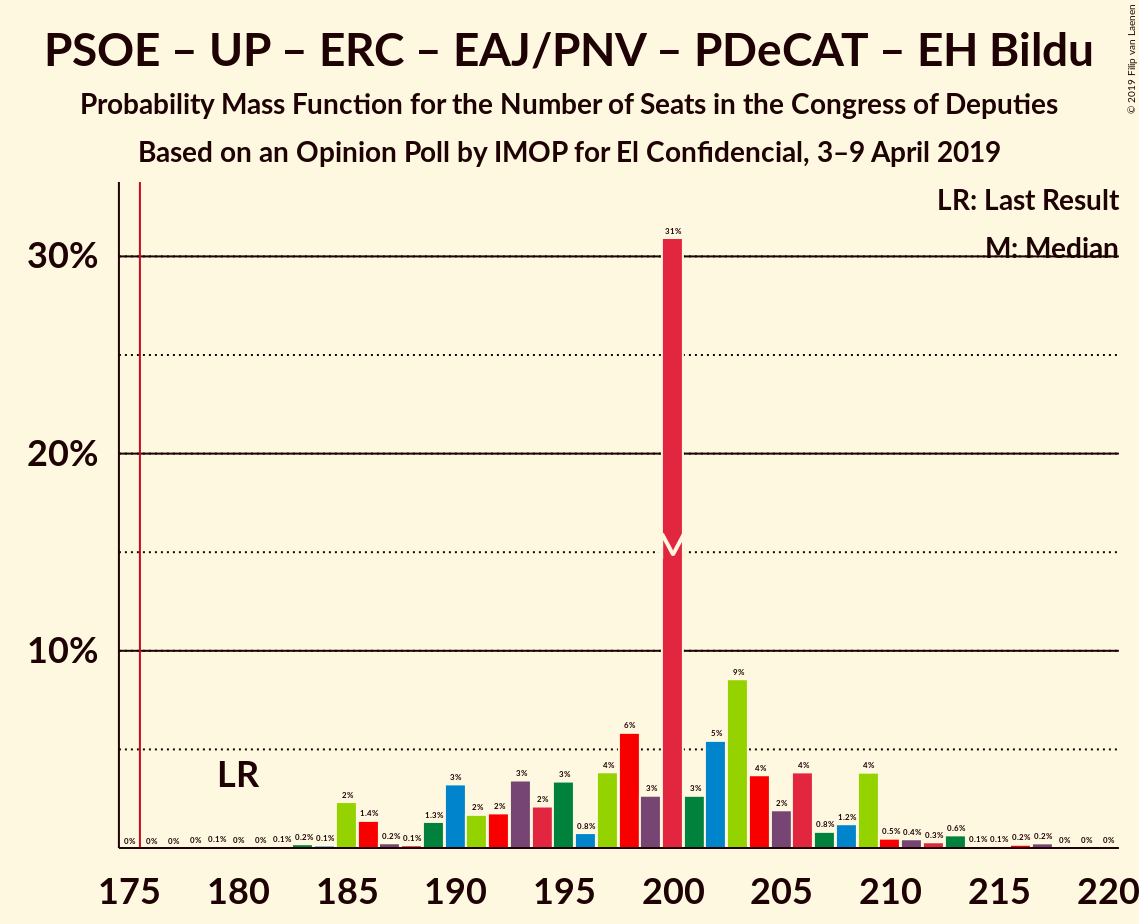 PSOE – UP – ERC – EAJ/PNV – PDeCAT – EH Bildu
Probability Mass Function for the Number of Seats in the Congress of Deputies
Based on an Opinion Poll by IMOP for El Confidencial, 3–9 April 2019
© 2019 Filip van Laenen
LR: Last Result
M: Median
30%
20%
10%
LR
0% 0% 0% 0% 0.1% 0% 0% 0.1% 0.2% 0.1% 2% 1.4% 0.2% 0.1% 1.3% 3% 2% 2% 3% 2% 3% 0.8% 4% 6% 3% 31% 3% 5% 9% 4% 2% 4% 0.8% 1.2% 4% 0.5% 0.4% 0.3% 0.6% 0.1% 0.1% 0.2% 0.2% 0% 0% 0%
175 180 185 190 195 200 205 210 215 220